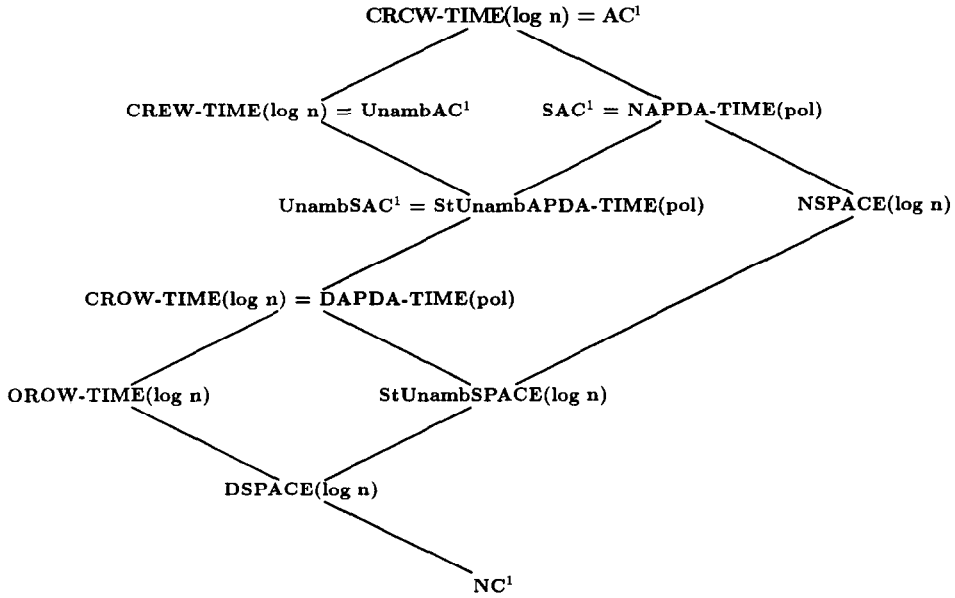 CRCW-TIME(log n) = AC¹
CREW-TIME(log n) = UnambAC¹
SAC¹ = NAPDA-TIME(pol)
UnambSAC¹ = StUnambAPDA-TIME(pol)
NSPACE(log n)
CROW-TIME(log n) = DAPDA-TIME(pol)
OROW-TIME(log n)
StUnambSPACE(log n)
DSPACE(log n)
NC¹